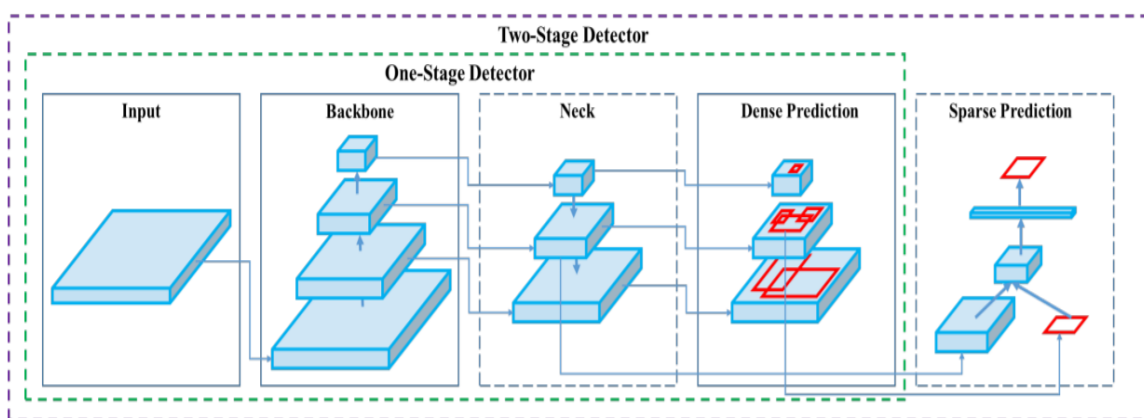 Two-Stage Detector
One-Stage Detector
Input
Backbone
Neck
Dense Prediction
Sparse Prediction